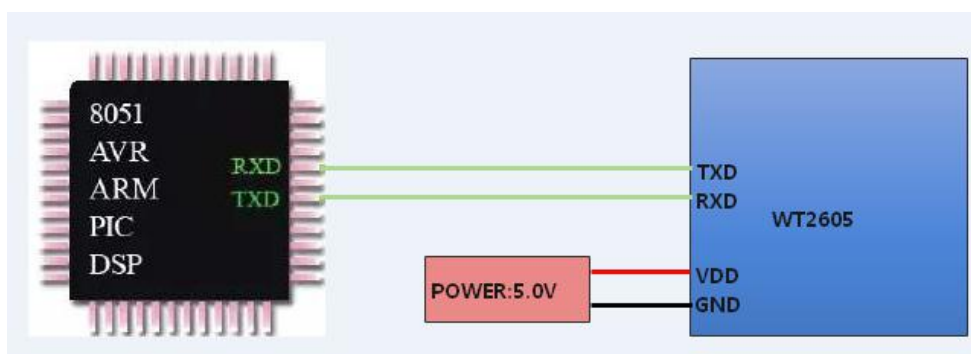 8051
AVR
ARM
PIC
DSP
RXD
TXD
TXD
RXD
WT2605
VDD
GND
POWER:5.0V